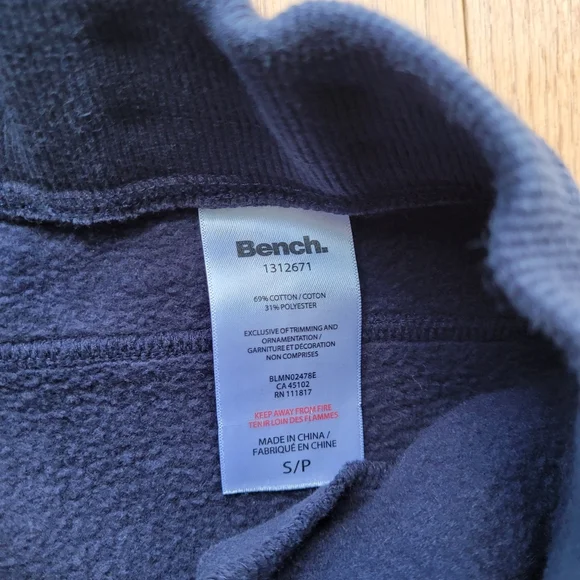 Bench.
1312671
69% COTTON / COTON
31% POLYESTER
EXCLUSIVE OF TRIMMING AND
ORNAMENTATION /
GARNITURE ET DÉCORATION
NON COMPRISES
BLMN02478E
CA 45102
RN 111817
KEEP AWAY FROM FIRE
TENIR LOIN DES FLAMMES
MADE IN CHINA /
FABRIQUÉ EN CHINE
S/P